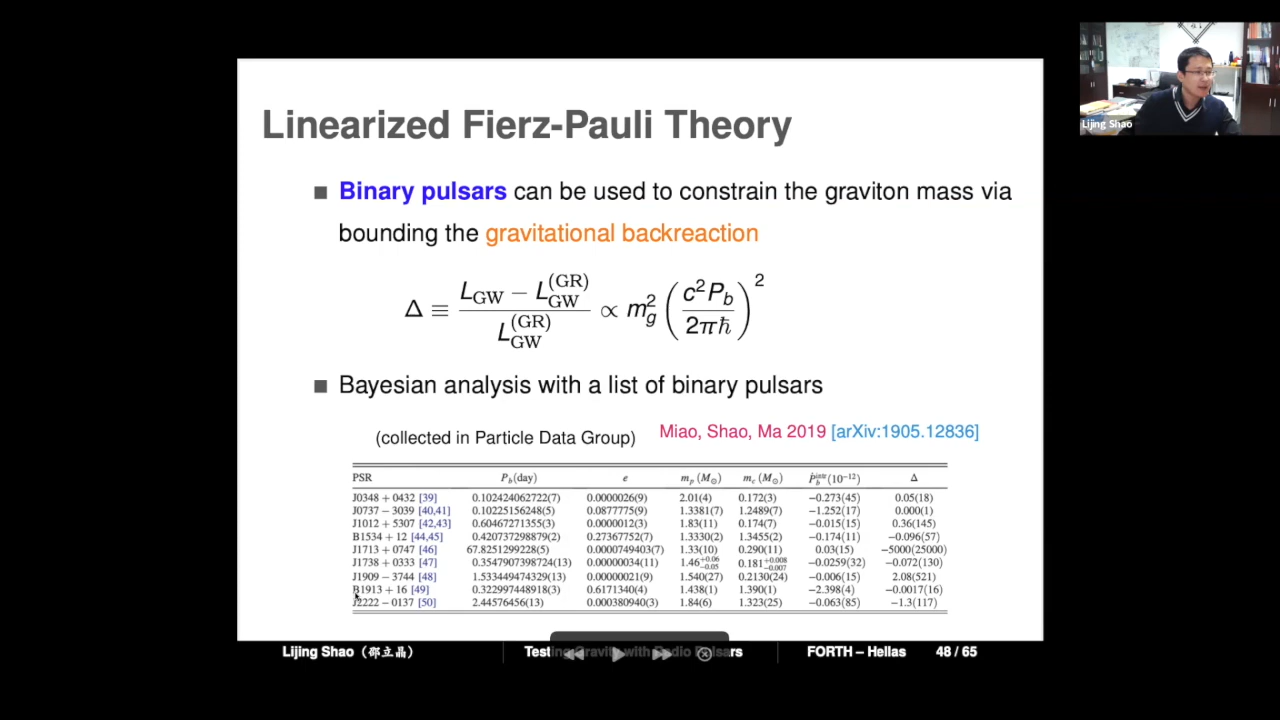 Lijing Shao
Linearized Fierz-Pauli Theory
■ Binary pulsars can be used to constrain the graviton mass via
bounding the gravitational backreaction
Δ ≡ (L_GW − L_GW^(GR)) / L_GW^(GR) ∝ m_g^2 (c^2 P_b / 2πħ)^2
■ Bayesian analysis with a list of binary pulsars
(collected in Particle Data Group) Miao, Shao, Ma 2019 [arXiv:1905.12836]
PSR P_b(day) e m_p (M_⊙) m_c (M_⊙) Ṗ_b^intr(10^−12) Δ
J0348 + 0432 [39] 0.102424062722(7) 0.0000026(9) 2.01(4) 0.172(3) −0.273(45) 0.05(18)
J0737 − 3039 [40,41] 0.10225156248(5) 0.0877775(9) 1.3381(7) 1.2489(7) −1.252(17) 0.000(1)
J1012 + 5307 [42,43] 0.60467271355(3) 0.0000012(3) 1.83(11) 0.174(7) −0.015(15) 0.36(145)
B1534 + 12 [44,45] 0.420737298879(2) 0.27367752(7) 1.3330(2) 1.3455(2) −0.174(11) −0.096(57)
J1713 + 0747 [46] 67.8251299228(5) 0.0000749403(7) 1.33(10) 0.290(11) 0.03(15) −5000(25000)
J1738 + 0333 [47] 0.3547907398724(13) 0.00000034(11) 1.46^+0.06_−0.05 0.181^+0.008_−0.007 −0.0259(32) −0.072(130)
J1909 − 3744 [48] 1.533449474329(13) 0.00000021(9) 1.540(27) 0.2130(24) −0.006(15) 2.08(521)
B1913 + 16 [49] 0.322997448918(3) 0.6171340(4) 1.438(1) 1.390(1) −2.398(4) −0.0017(16)
J2222 − 0137 [50] 2.44576456(13) 0.000380940(3) 1.84(6) 1.323(25) −0.063(85) −1.3(117)
Lijing Shao (邵立晶) Testing Gravity with Radio Pulsars FORTH – Hellas 48 / 65